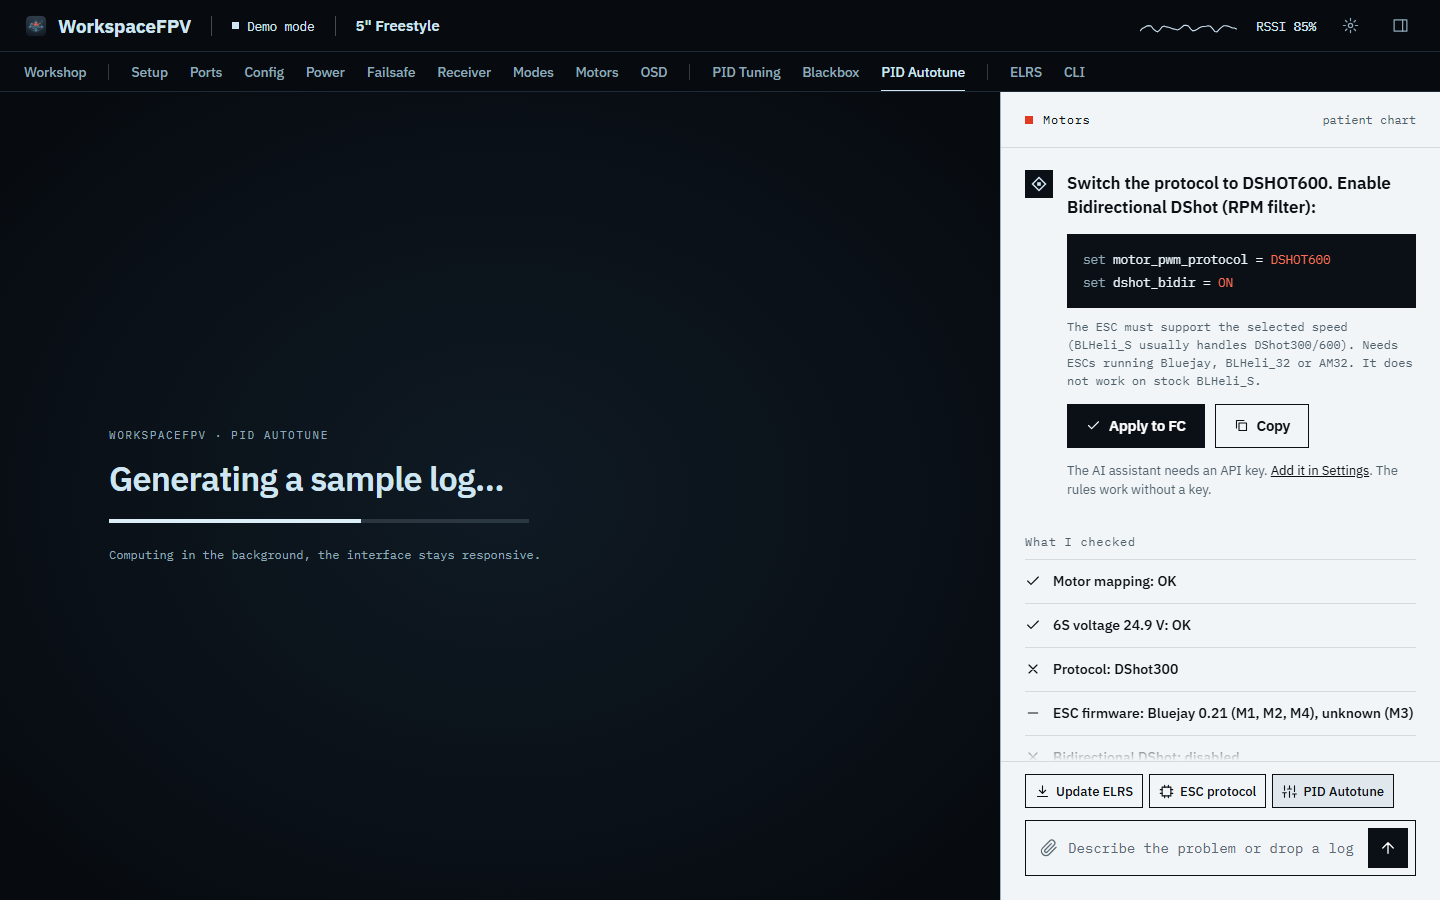 WorkspaceFPV
Demo mode
5" Freestyle
RSSI 85%
Workshop
Setup
Ports
Config
Power
Failsafe
Receiver
Modes
Motors
OSD
PID Tuning
Blackbox
PID Autotune
ELRS
CLI
WORKSPACEFPV · PID AUTOTUNE
Generating a sample log...
Computing in the background, the interface stays responsive.
Motors
patient chart
Switch the protocol to DSHOT600. Enable
Bidirectional DShot (RPM filter):
set motor_pwm_protocol = DSHOT600
set dshot_bidir = ON
The ESC must support the selected speed
(BLHeli_S usually handles DShot300/600). Needs
ESCs running Bluejay, BLHeli_32 or AM32. It does
not work on stock BLHeli_S.
Apply to FC
Copy
The AI assistant needs an API key. Add it in Settings. The
rules work without a key.
What I checked
Motor mapping: OK
6S voltage 24.9 V: OK
Protocol: DShot300
ESC firmware: Bluejay 0.21 (M1, M2, M4), unknown (M3)
Bidirectional DShot: disabled
Update ELRS
ESC protocol
PID Autotune
Describe the problem or drop a log